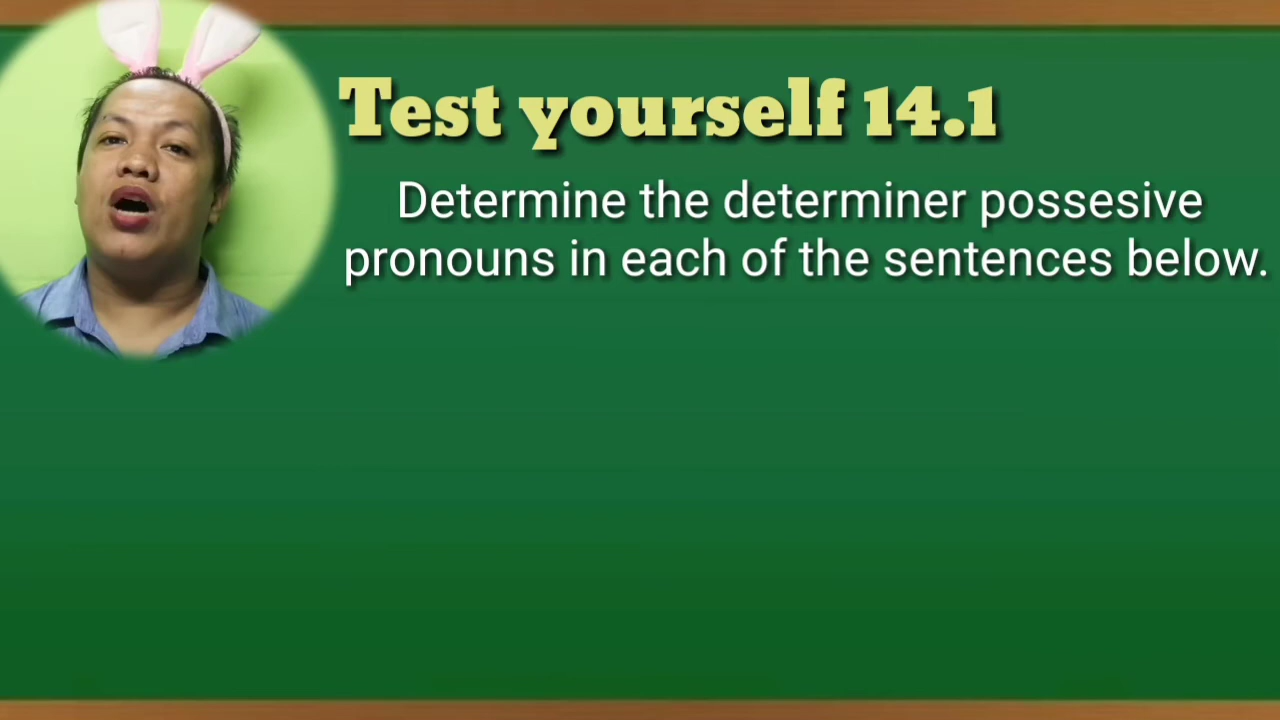 Test yourself 14.1
Determine the determiner possesive
pronouns in each of the sentences below.